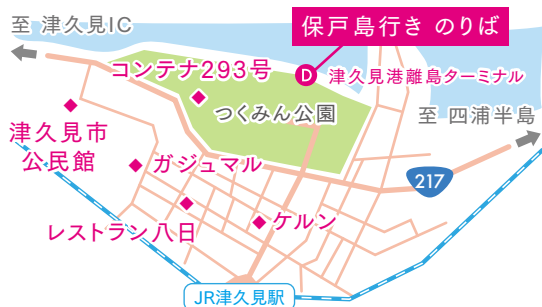 至 津久見IC
保戸島行き のりば
コンテナ293号
D 津久見港離島ターミナル
つくみん公園
至 四浦半島
津久見市
公民館
ガジュマル
217
レストラン八日
ケルン
JR津久見駅